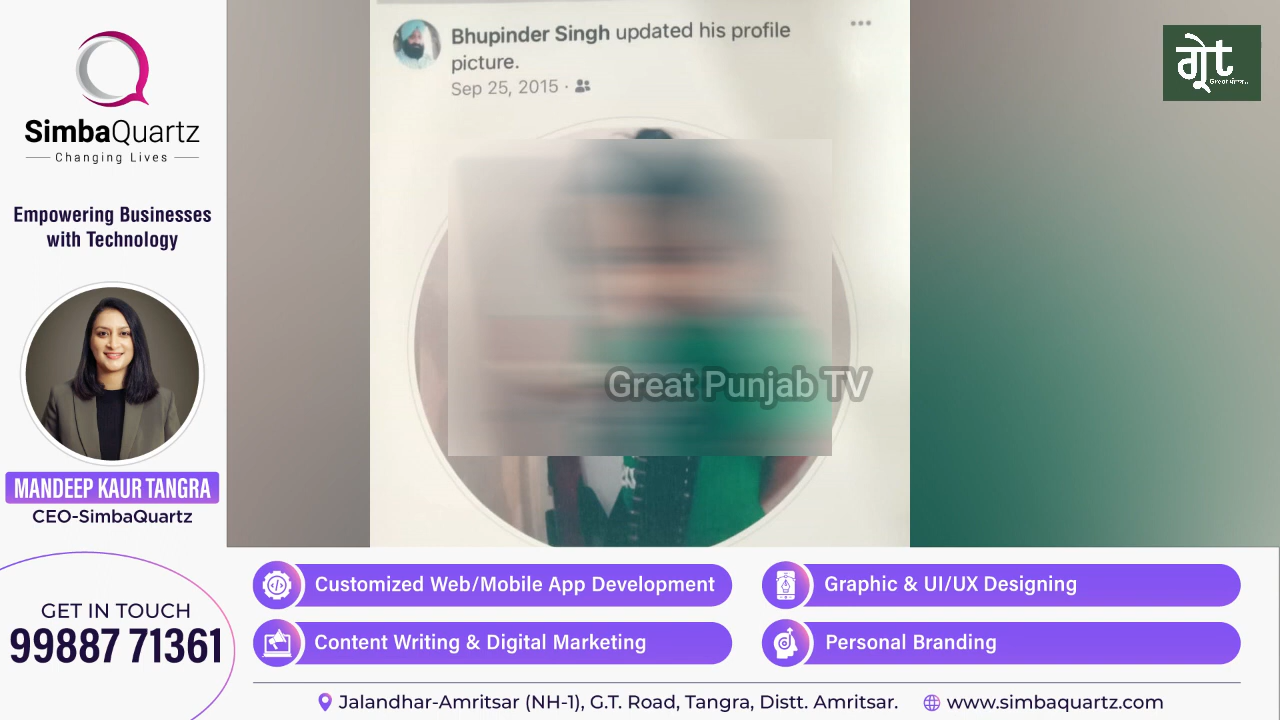 SimbaQuartz
Changing Lives
Empowering Businesses
with Technology
MANDEEP KAUR TANGRA
CEO-SimbaQuartz
GET IN TOUCH
99887 71361
Bhupinder Singh updated his profile
picture.
Sep 25, 2015 ·
Great Punjab TV
Customized Web/Mobile App Development
Graphic & UI/UX Designing
Content Writing & Digital Marketing
Personal Branding
Jalandhar-Amritsar (NH-1), G.T. Road, Tangra, Distt. Amritsar.
www.simbaquartz.com